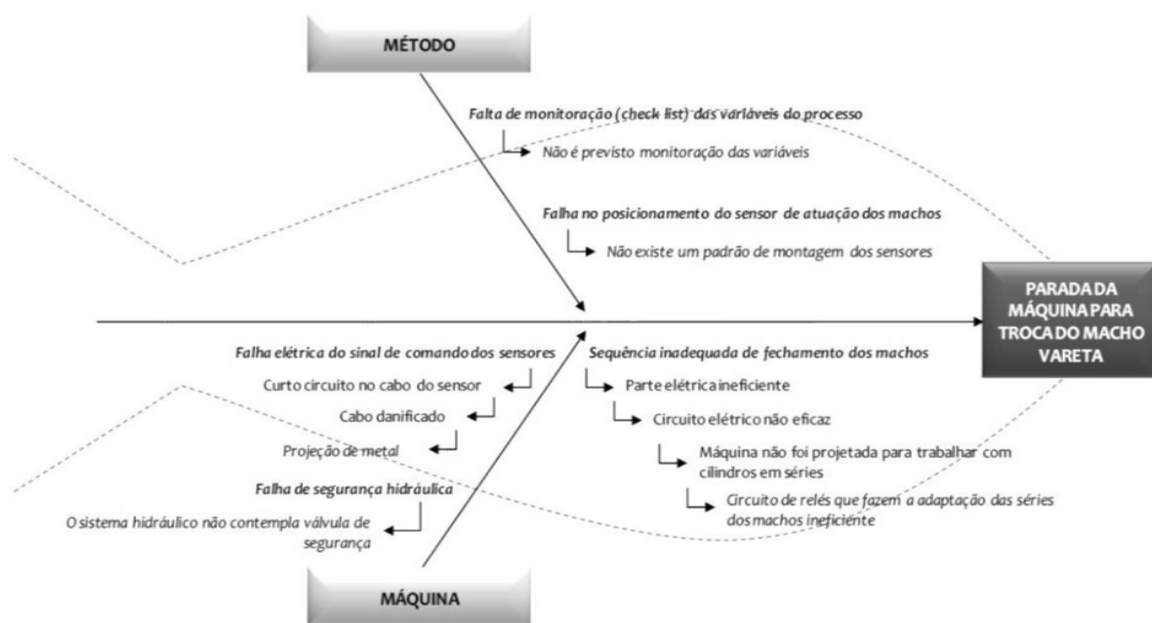 MÉTODO
Falta de monitoração (check list) das variáveis do processo
Não é previsto monitoração das variáveis
Falha no posicionamento do sensor de atuação dos machos
Não existe um padrão de montagem dos sensores
PARADA DA
MÁQUINA PARA
TROCA DO MACHO
VARETA
Falha elétrica do sinal de comando dos sensores
Curto circuito no cabo do sensor
Cabo danificado
Projeção de metal
Falha de segurança hidráulica
O sistema hidráulico não contempla válvula de
segurança
Sequência inadequada de fechamento dos machos
Parte elétrica ineficiente
Circuito elétrico não eficaz
Máquina não foi projetada para trabalhar com
cilindros em séries
Circuito de relés que fazem a adaptação das séries
dos machos ineficiente
MÁQUINA